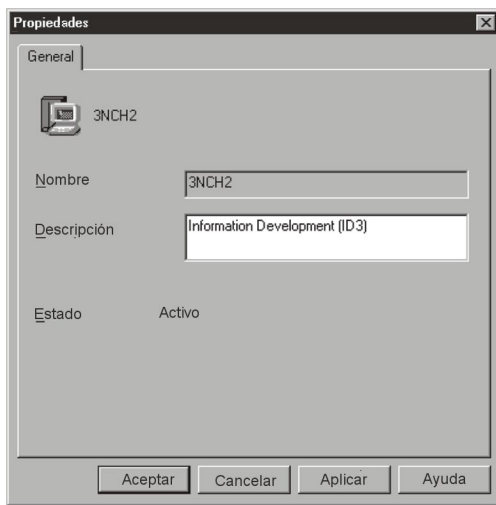 Propiedades
General
3NCH2
Nombre 3NCH2
Descripción Information Development (ID3)
Estado Activo
Aceptar Cancelar Aplicar Ayuda